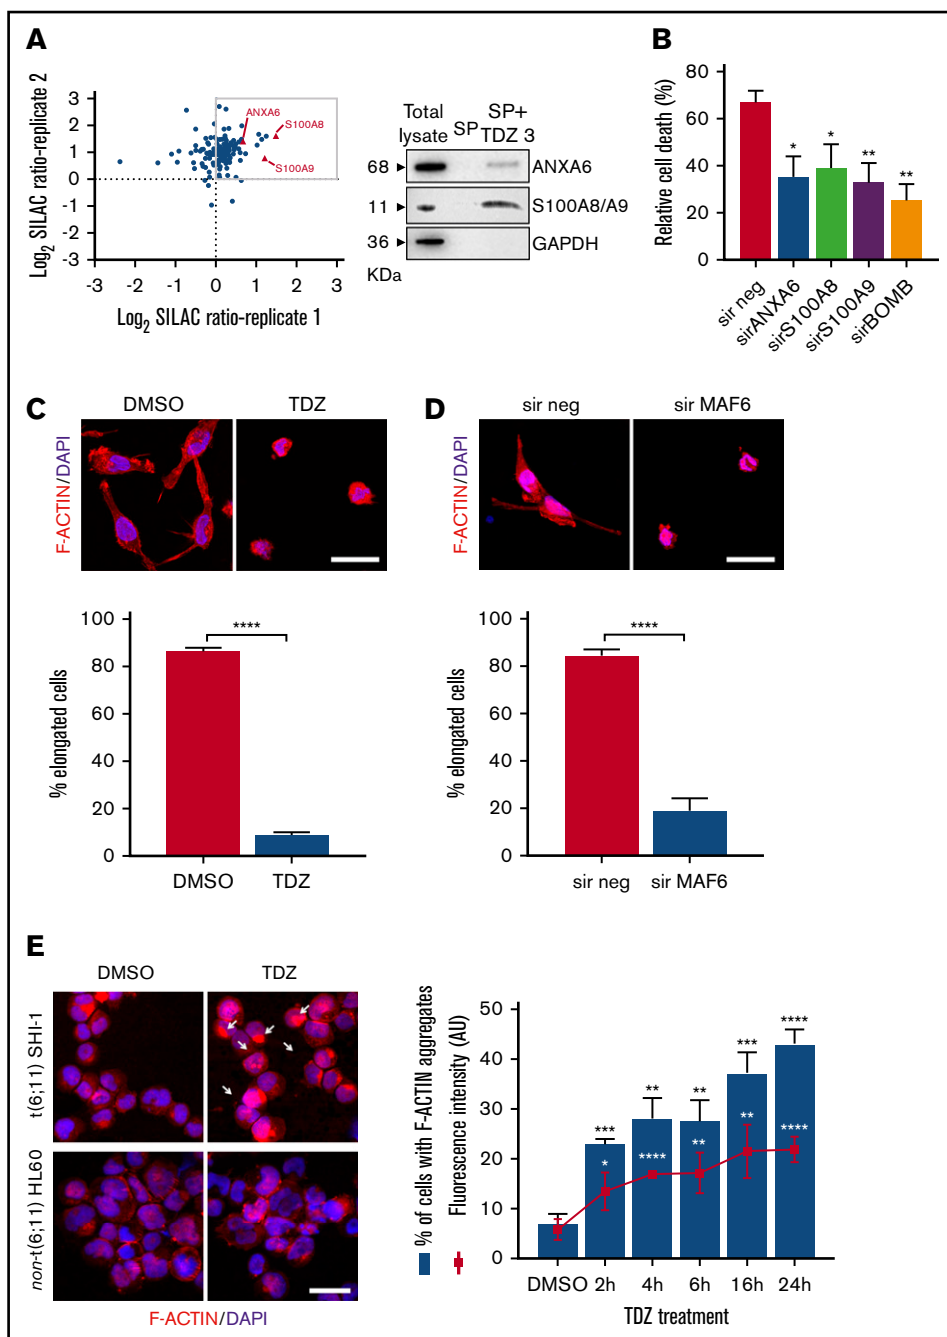 A
Log2 SILAC ratio-replicate 2
3
2
1
0
-1
-2
-3
-3 -2 -1 0 1 2 3
Log2 SILAC ratio-replicate 1
ANXA6
S100A8
S100A9
Total lysate
SP
SP+ TDZ 3
68
ANXA6
11
S100A8/A9
36
GAPDH
KDa
B
Relative cell death (%)
80
60
40
20
0
*
*
**
**
sir neg
sirANXA6
sirS100A8
sirS100A9
sirBOMB
C
DMSO TDZ
F-ACTIN/DAPI
% elongated cells
100
80
60
40
20
0
****
DMSO TDZ
D
sir neg sir MAF6
F-ACTIN/DAPI
% elongated cells
100
80
60
40
20
0
****
sir neg sir MAF6
E
DMSO TDZ
t(6;11) SHI-1
non-t(6;11) HL60
F-ACTIN/DAPI
% of cells with F-ACTIN aggregates
Fluorescence intensity (AU)
50
40
30
20
10
0
***
**
**
***
****
*
****
**
**
****
DMSO 2h 4h 6h 16h 24h
TDZ treatment